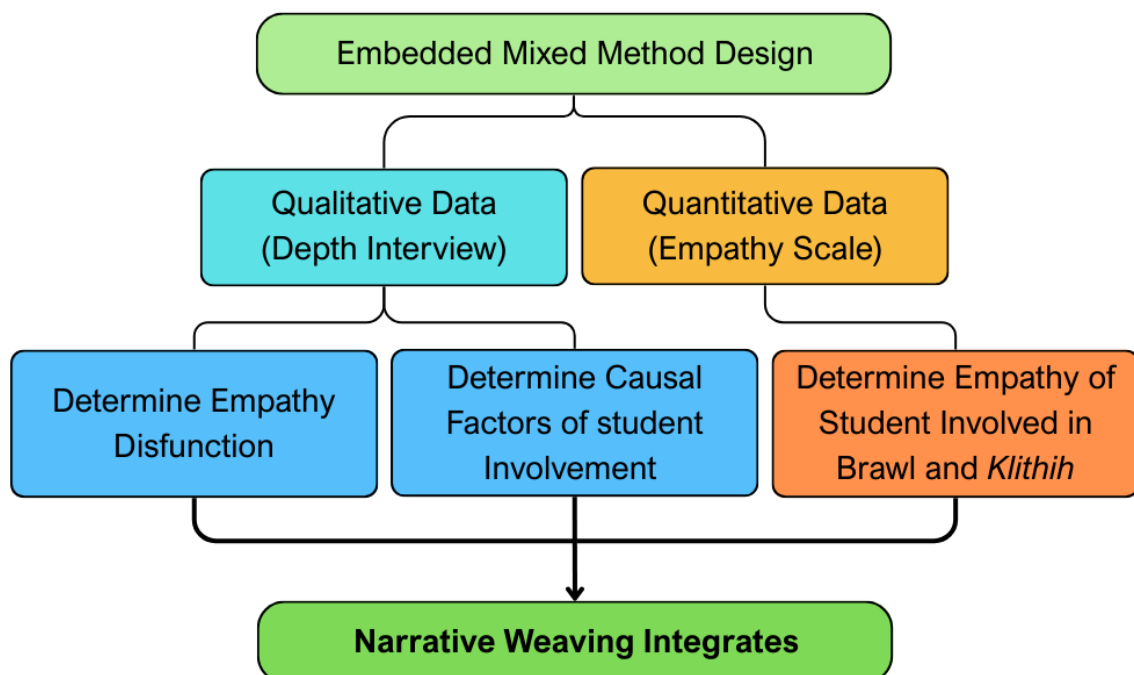 Embedded Mixed Method Design
Qualitative Data
(Depth Interview)
Quantitative Data
(Empathy Scale)
Determine Empathy
Disfunction
Determine Causal
Factors of student
Involvement
Determine Empathy of
Student Involved in
Brawl and Klithih
Narrative Weaving Integrates